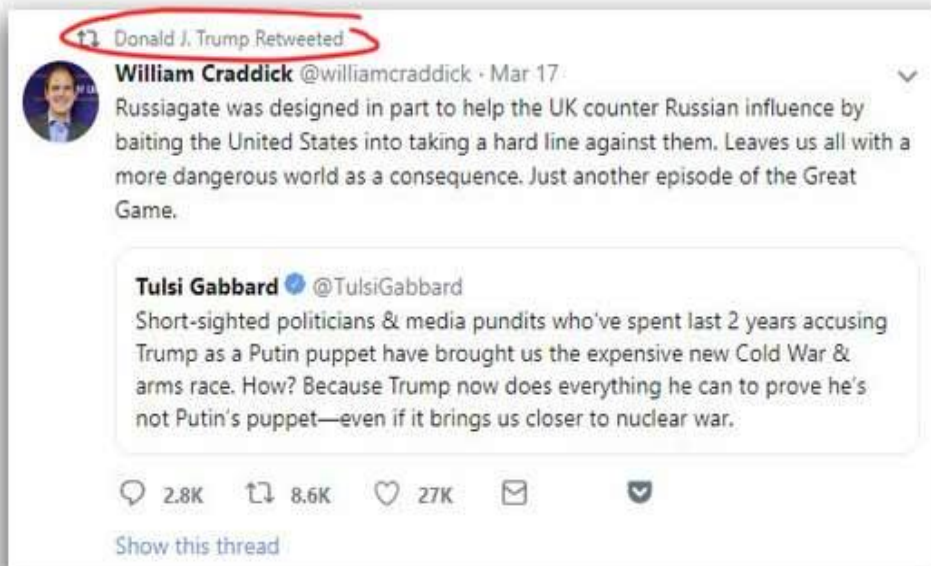 Donald J. Trump Retweeted
William Craddick @williamcraddick · Mar 17
Russiagate was designed in part to help the UK counter Russian influence by
baiting the United States into taking a hard line against them. Leaves us all with a
more dangerous world as a consequence. Just another episode of the Great
Game.
Tulsi Gabbard @TulsiGabbard
Short-sighted politicians & media pundits who've spent last 2 years accusing
Trump as a Putin puppet have brought us the expensive new Cold War &
arms race. How? Because Trump now does everything he can to prove he's
not Putin's puppet—even if it brings us closer to nuclear war.
2.8K 8.6K 27K
Show this thread